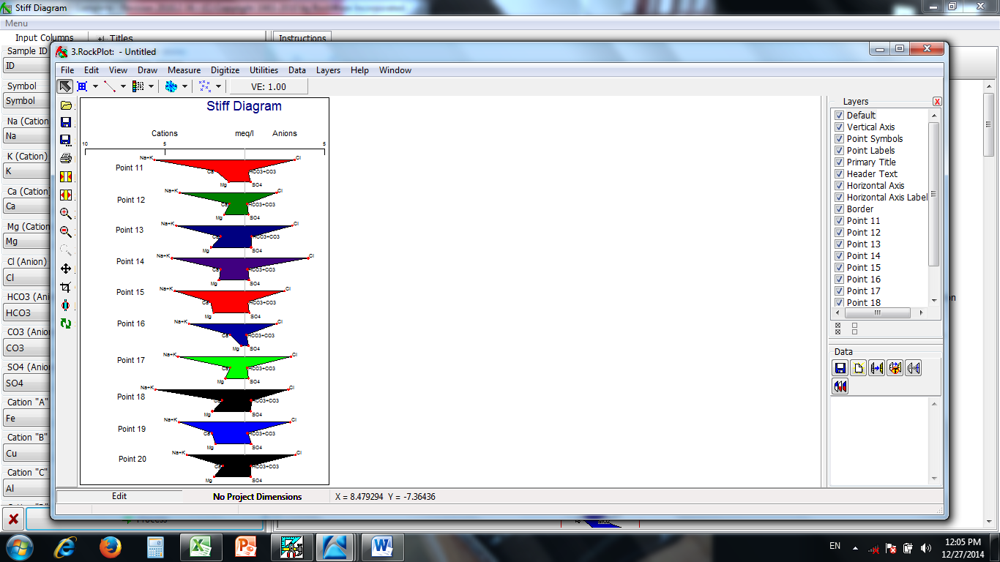 Stiff Diagram
Menu
Input Columns
Titles
Instructions
Sample ID
ID
Symbol
Symbol
Na (Cation
Na
K (Cation)
K
Ca (Cation)
Ca
Mg (Cation
Mg
Cl (Anion)
Cl
HCO3 (Ani
HCO3
CO3 (Anion
CO3
SO4 (Anion
SO4
Cation "A"
Fe
Cation "B"
Cu
Cation "C"
Al
Process
3.RockPlot: - Untitled
File Edit View Draw Measure Digitize Utilities Data Layers Help Window
VE: 1.00
Stiff Diagram
Cations meq/l Anions
10 5 5
Na+K Cl
Point 11
Ca HCO3+CO3
Mg SO4
Na+K Cl
Point 12
Ca HCO3+CO3
Mg SO4
Na+K Cl
Point 13
Ca HCO3+CO3
Mg SO4
Na+K Cl
Point 14
Ca HCO3+CO3
Mg SO4
Na+K Cl
Point 15
Ca HCO3+CO3
Mg SO4
Na+K Cl
Point 16
Ca HCO3+CO3
Mg SO4
Na+K Cl
Point 17
Ca HCO3+CO3
Mg SO4
Na+K Cl
Point 18
Ca HCO3+CO3
Mg SO4
Na+K Cl
Point 19
Ca HCO3+CO3
Mg SO4
Na+K Cl
Point 20
Ca HCO3+CO3
Mg SO4
Layers
Default
Vertical Axis
Point Symbols
Point Labels
Primary Title
Header Text
Horizontal Axis
Horizontal Axis Label
Border
Point 11
Point 12
Point 13
Point 14
Point 15
Point 16
Point 17
Point 18
Data
on
Edit
No Project Dimensions
X = 8.479294 Y = -7.36436
EN
12:05 PM
12/27/2014